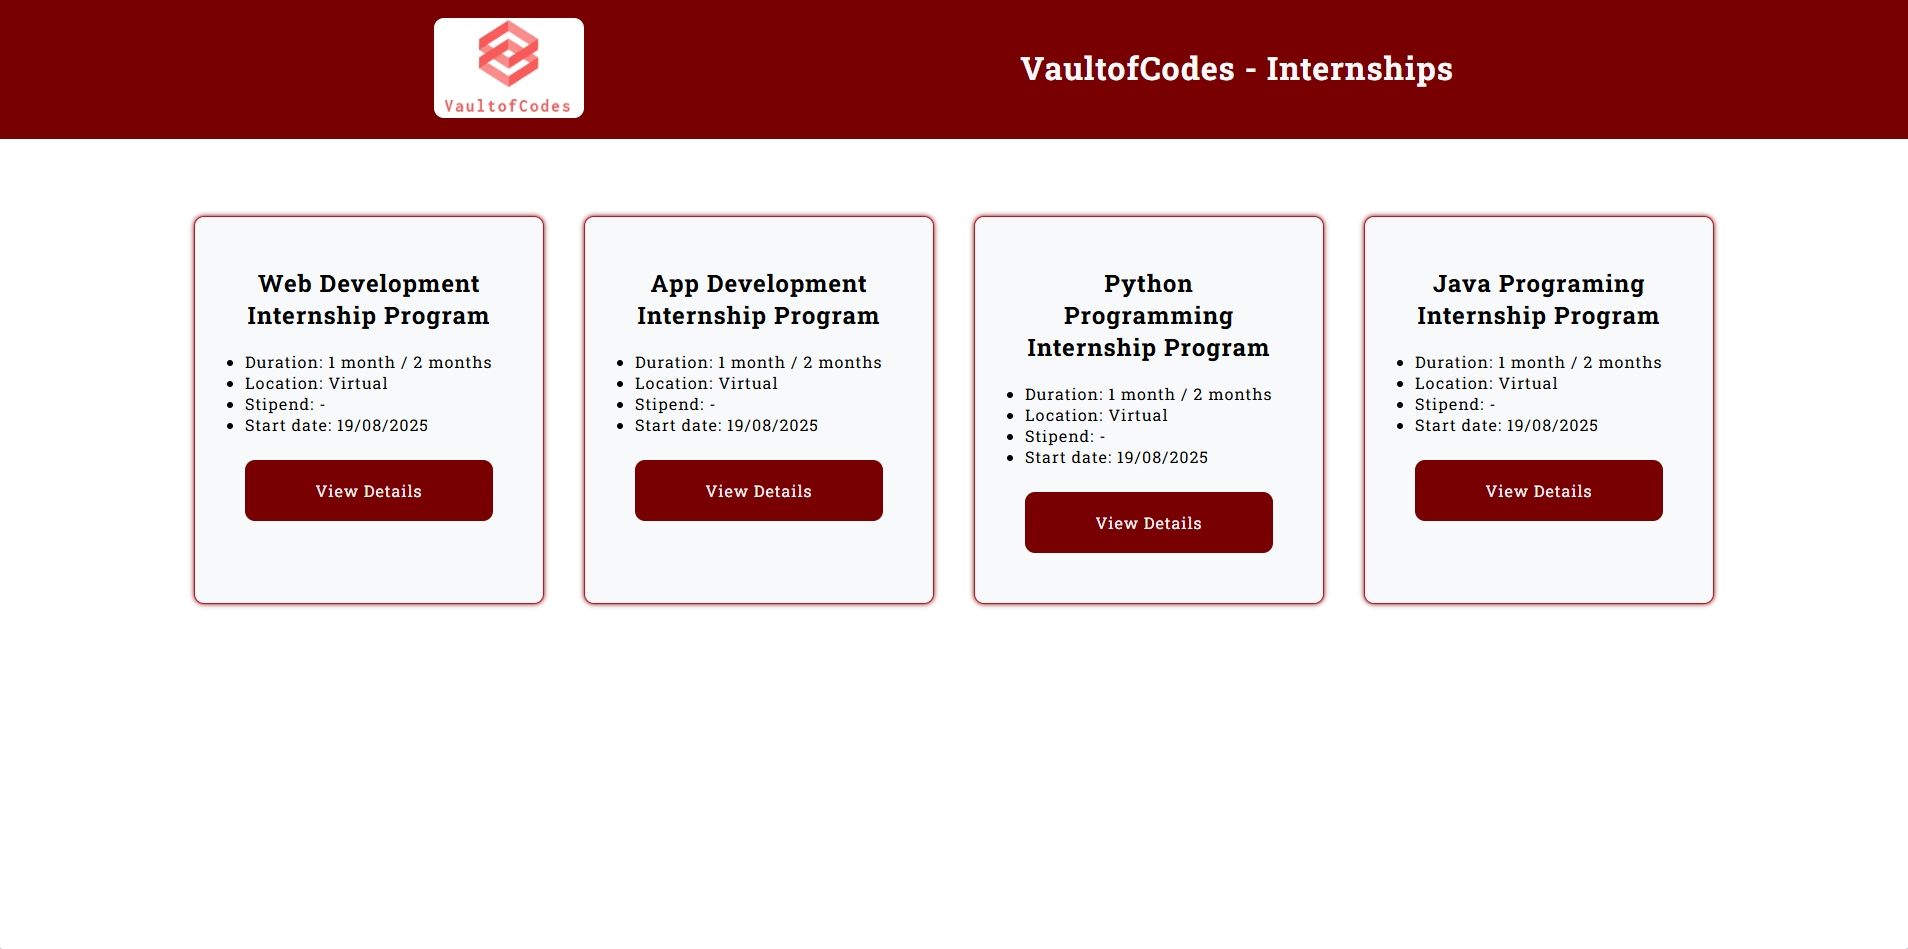 VaultofCodes
VaultofCodes - Internships
Web Development
Internship Program
Duration: 1 month / 2 months
Location: Virtual
Stipend: -
Start date: 19/08/2025
View Details
App Development
Internship Program
Duration: 1 month / 2 months
Location: Virtual
Stipend: -
Start date: 19/08/2025
View Details
Python
Programming
Internship Program
Duration: 1 month / 2 months
Location: Virtual
Stipend: -
Start date: 19/08/2025
View Details
Java Programing
Internship Program
Duration: 1 month / 2 months
Location: Virtual
Stipend: -
Start date: 19/08/2025
View Details